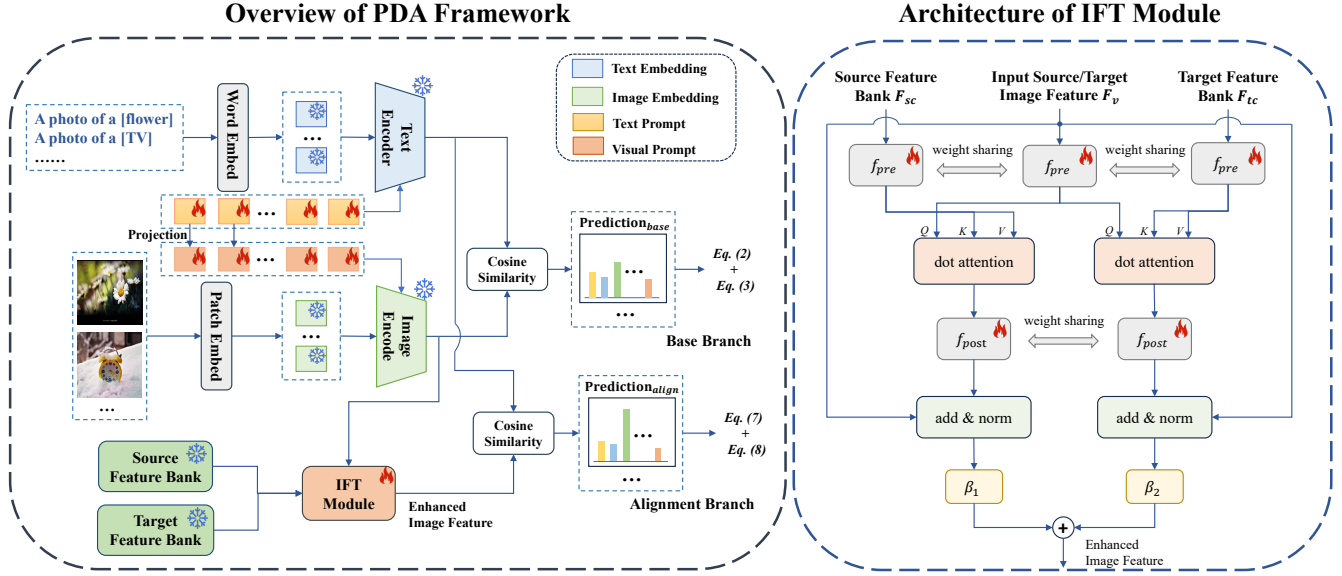 Overview of PDA Framework
A photo of a [flower]
A photo of a [TV]
......
Word Embed
...
Text
Encoder
Text Embedding
Image Embedding
Text Prompt
Visual Prompt
...
Projection
...
Patch Embed
...
Image
Encode
...
Cosine
Similarity
Prediction_base
...
...
Eq. (2)
+
Eq. (3)
Base Branch
Cosine
Similarity
Prediction_align
...
...
Eq. (7)
+
Eq. (8)
Alignment Branch
Source
Feature Bank
Target
Feature Bank
IFT
Module
Enhanced
Image Feature
Architecture of IFT Module
Source Feature
Bank F_sc
Input Source/Target
Image Feature F_v
Target Feature
Bank F_tc
f_pre
weight sharing
f_pre
weight sharing
f_pre
Q K V
Q K V
dot attention
dot attention
f_post
weight sharing
f_post
add & norm
add & norm
β_1
β_2
+
Enhanced
Image Feature